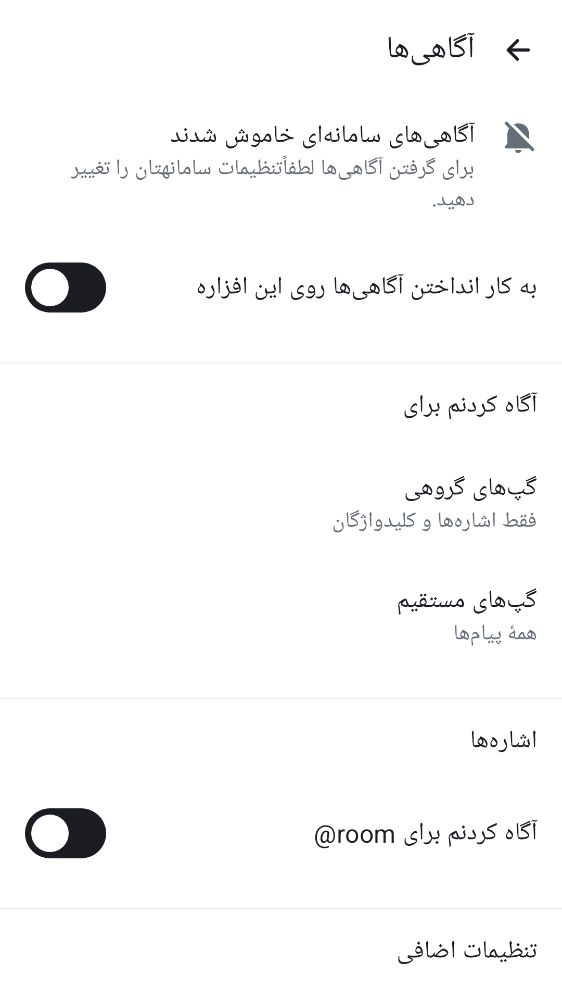 آگاهی‌ها
آگاهی‌های سامانه‌ای خاموش شدند
برای گرفتن آگاهی‌ها لطفاًتنظیمات سامانهتان را تغییر
دهید.
به کار انداختن آگاهی‌ها روی این افزاره
آگاه کردنم برای
گپ‌های گروهی
فقط اشاره‌ها و کلیدواژگان
گپ‌های مستقیم
همهٔ پیام‌ها
اشاره‌ها
آگاه کردنم برای @room
تنظیمات اضافی